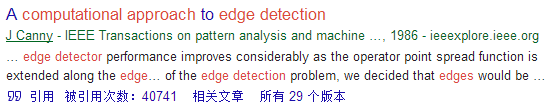 A computational approach to edge detection
J Canny - IEEE Transactions on pattern analysis and machine …, 1986 - ieeexplore.ieee.org
… edge detector performance improves considerably as the operator point spread function is
extended along the edge… of the edge detection problem, we decided that edges would be …
引用 被引用次数：40741 相关文章 所有 29 个版本